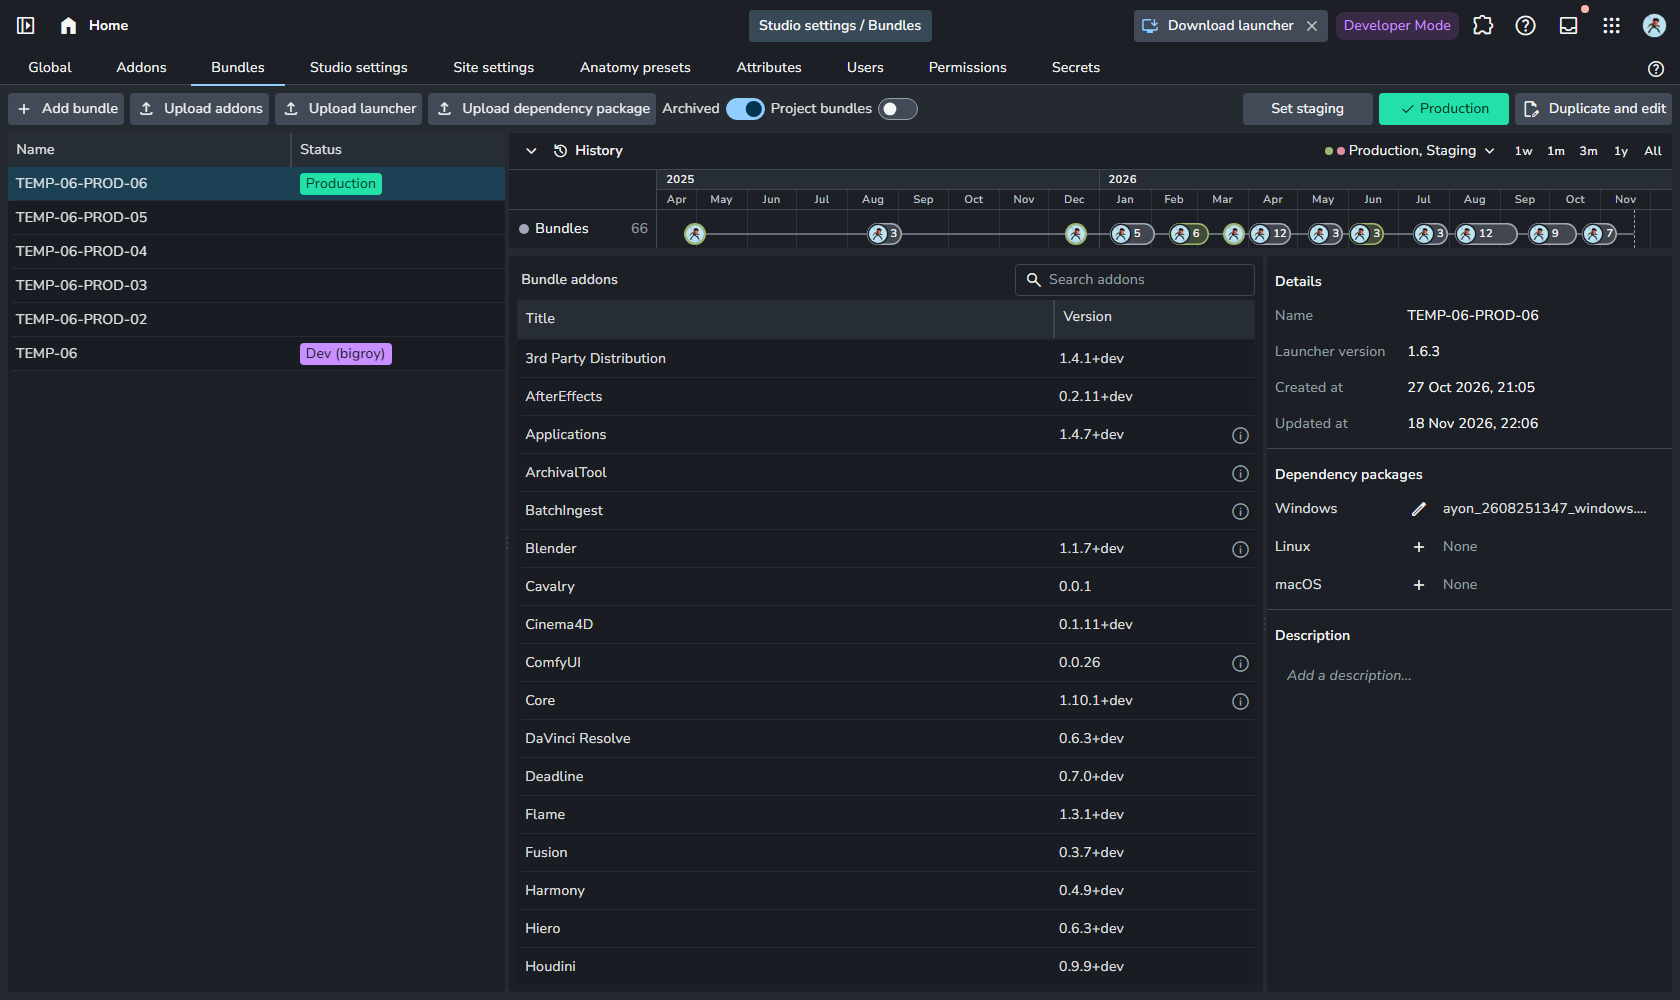 Home
Studio settings / Bundles
Download launcher
Developer Mode
Global Addons Bundles Studio settings Site settings Anatomy presets Attributes Users Permissions Secrets
Add bundle Upload addons Upload launcher Upload dependency package Archived Project bundles Set staging Production Duplicate and edit
Name Status
TEMP-06-PROD-06 Production
TEMP-06-PROD-05
TEMP-06-PROD-04
TEMP-06-PROD-03
TEMP-06-PROD-02
TEMP-06 Dev (bigroy)
History Production, Staging 1w 1m 3m 1y All
2025 2026
Apr May Jun Jul Aug Sep Oct Nov Dec Jan Feb Mar Apr May Jun Jul Aug Sep Oct Nov
Bundles 66 3 5 6 12 3 3 3 12 9 7
Bundle addons Search addons
Title Version
3rd Party Distribution 1.4.1+dev
AfterEffects 0.2.11+dev
Applications 1.4.7+dev
ArchivalTool
BatchIngest
Blender 1.1.7+dev
Cavalry 0.0.1
Cinema4D 0.1.11+dev
ComfyUI 0.0.26
Core 1.10.1+dev
DaVinci Resolve 0.6.3+dev
Deadline 0.7.0+dev
Flame 1.3.1+dev
Fusion 0.3.7+dev
Harmony 0.4.9+dev
Hiero 0.6.3+dev
Houdini 0.9.9+dev
Details
Name TEMP-06-PROD-06
Launcher version 1.6.3
Created at 27 Oct 2026, 21:05
Updated at 18 Nov 2026, 22:06
Dependency packages
Windows ayon_2608251347_windows....
Linux None
macOS None
Description
Add a description...